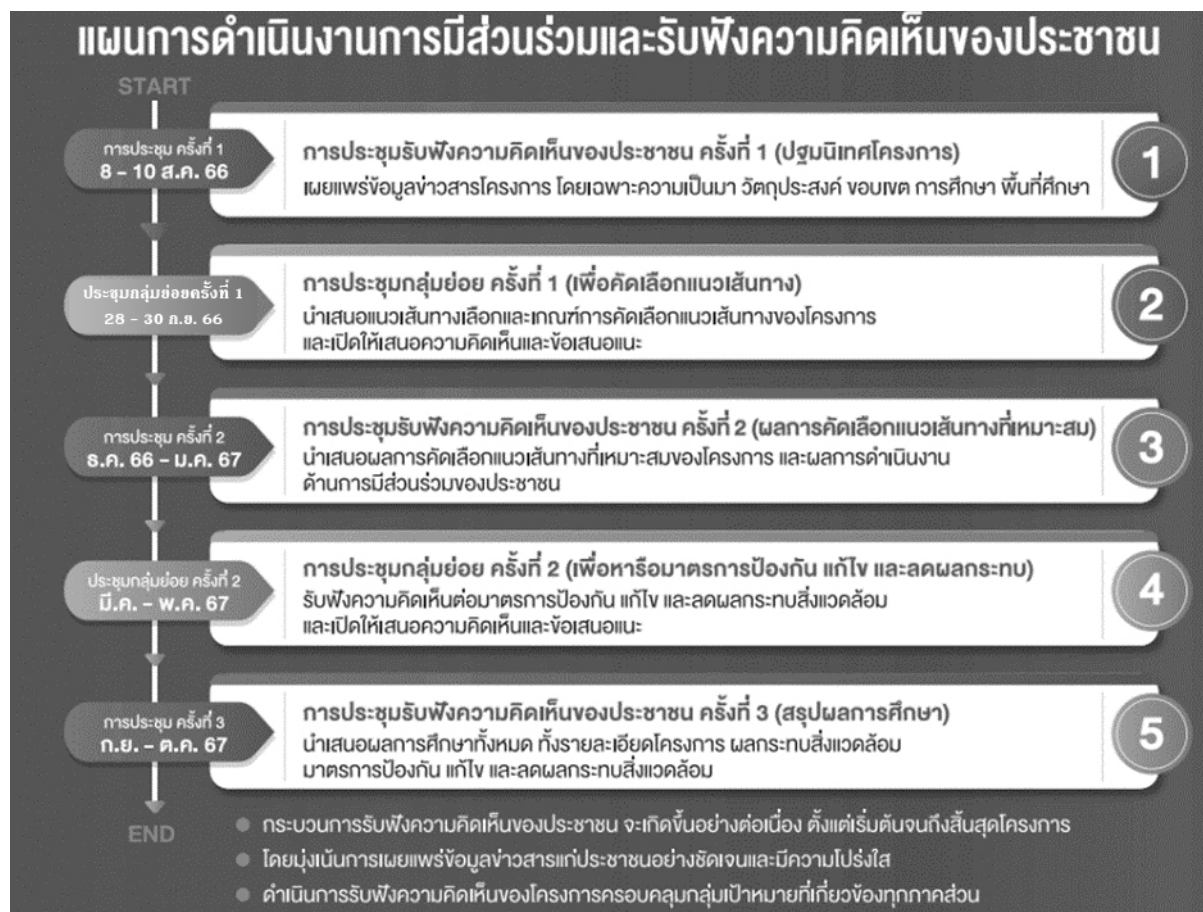 แผนการดำเนินงานการมีส่วนร่วมและรับฟังความคิดเห็นของประชาชน
START
การประชุม ครั้งที่ 1
8 - 10 ส.ค. 66
การประชุมรับฟังความคิดเห็นของประชาชน ครั้งที่ 1 (ปฐมนิเทศโครงการ)
เผยแพร่ข้อมูลข่าวสารโครงการ โดยเฉพาะความเป็นมา วัตถุประสงค์ ขอบเขต การศึกษา พื้นที่ศึกษา
1
ประชุมกลุ่มย่อยครั้งที่ 1
28 - 30 ก.ย. 66
การประชุมกลุ่มย่อย ครั้งที่ 1 (เพื่อคัดเลือกแนวเส้นทาง)
นำเสนอแนวเส้นทางเลือกและเกณฑ์การคัดเลือกแนวเส้นทางของโครงการ
และเปิดให้เสนอความคิดเห็นและข้อเสนอแนะ
2
การประชุม ครั้งที่ 2
ธ.ค. 66 - ม.ค. 67
การประชุมรับฟังความคิดเห็นของประชาชน ครั้งที่ 2 (ผลการคัดเลือกแนวเส้นทางที่เหมาะสม)
นำเสนอผลการคัดเลือกแนวเส้นทางที่เหมาะสมของโครงการ และผลการดำเนินงาน
ด้านการมีส่วนร่วมของประชาชน
3
ประชุมกลุ่มย่อย ครั้งที่ 2
มี.ค. - พ.ค. 67
การประชุมกลุ่มย่อย ครั้งที่ 2 (เพื่อหารือมาตรการป้องกัน แก้ไข และลดผลกระทบ)
รับฟังความคิดเห็นต่อมาตรการป้องกัน แก้ไข และลดผลกระทบสิ่งแวดล้อม
และเปิดให้เสนอความคิดเห็นและข้อเสนอแนะ
4
การประชุม ครั้งที่ 3
ก.ย. - ต.ค. 67
การประชุมรับฟังความคิดเห็นของประชาชน ครั้งที่ 3 (สรุปผลการศึกษา)
นำเสนอผลการศึกษาทั้งหมด ทั้งรายละเอียดโครงการ ผลกระทบสิ่งแวดล้อม
มาตรการป้องกัน แก้ไข และลดผลกระทบสิ่งแวดล้อม
5
END
กระบวนการรับฟังความคิดเห็นของประชาชน จะเกิดขึ้นอย่างต่อเนื่อง ตั้งแต่เริ่มต้นจนถึงสิ้นสุดโครงการ
โดยมุ่งเน้นการเผยแพร่ข้อมูลข่าวสารแก่ประชาชนอย่างชัดเจนและมีความโปร่งใส
ดำเนินการรับฟังความคิดเห็นของโครงการครอบคลุมกลุ่มเป้าหมายที่เกี่ยวข้องทุกภาคส่วน